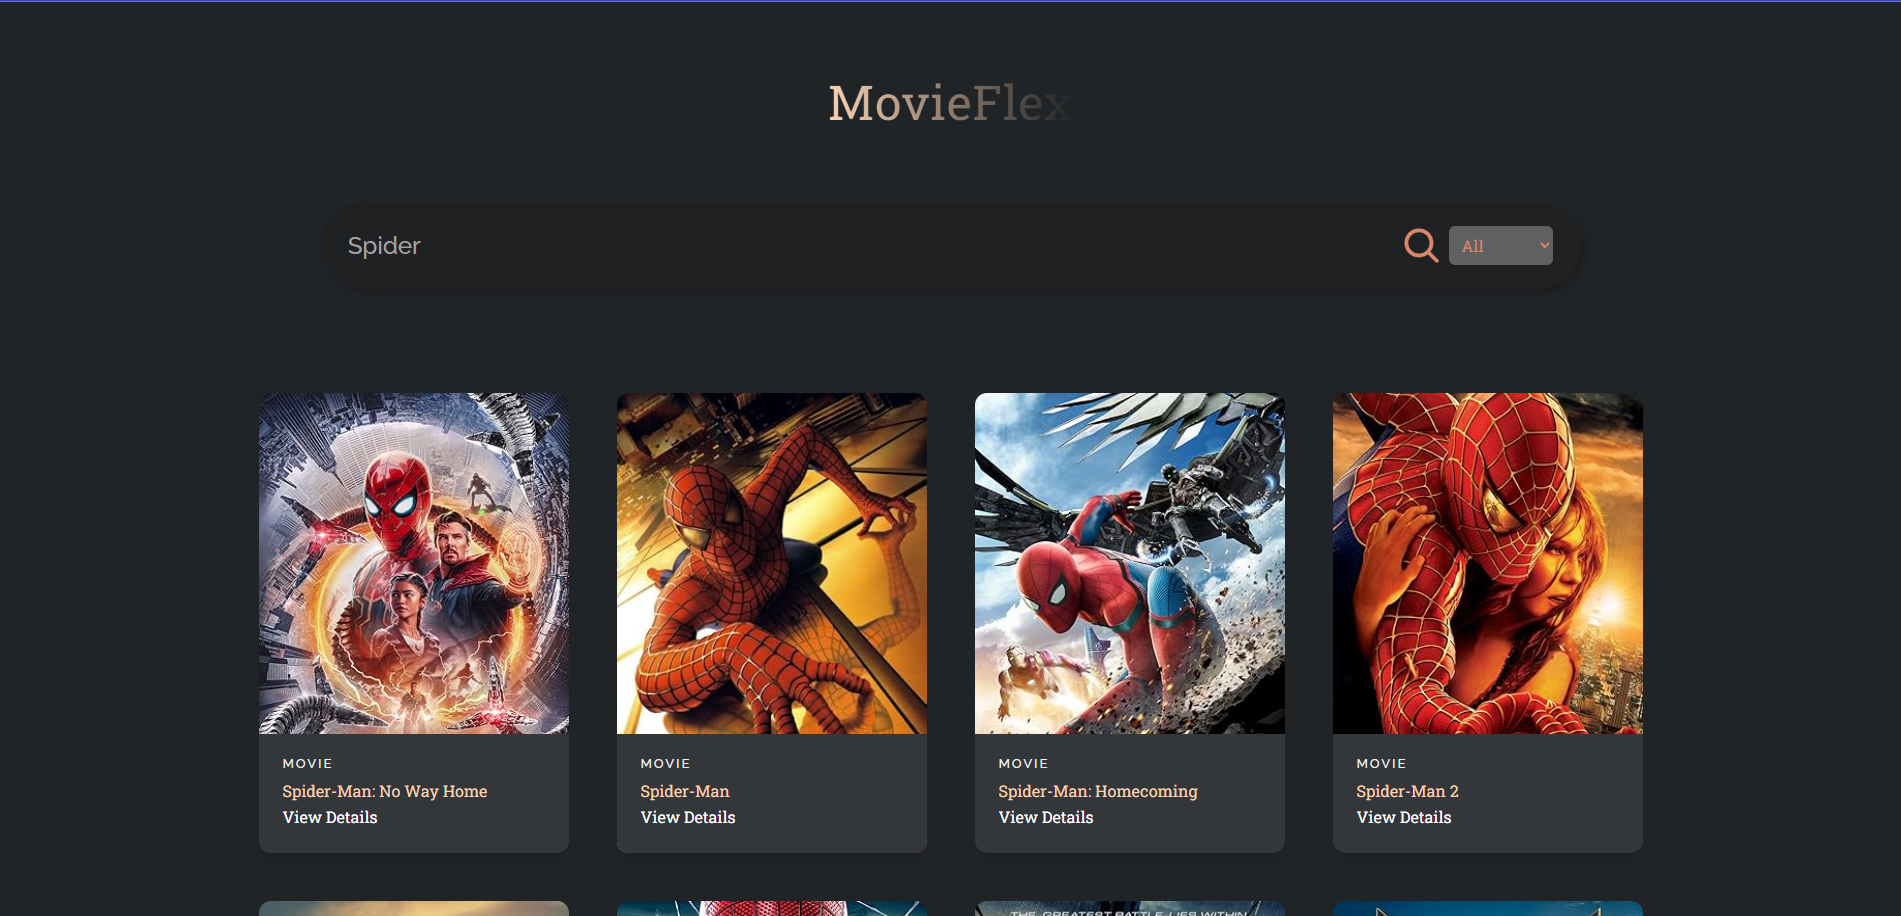 MovieFlex
Spider
All
MOVIE
Spider-Man: No Way Home
View Details
MOVIE
Spider-Man
View Details
MOVIE
Spider-Man: Homecoming
View Details
MOVIE
Spider-Man 2
View Details
THE GREATEST BATTLE LIES WITHIN